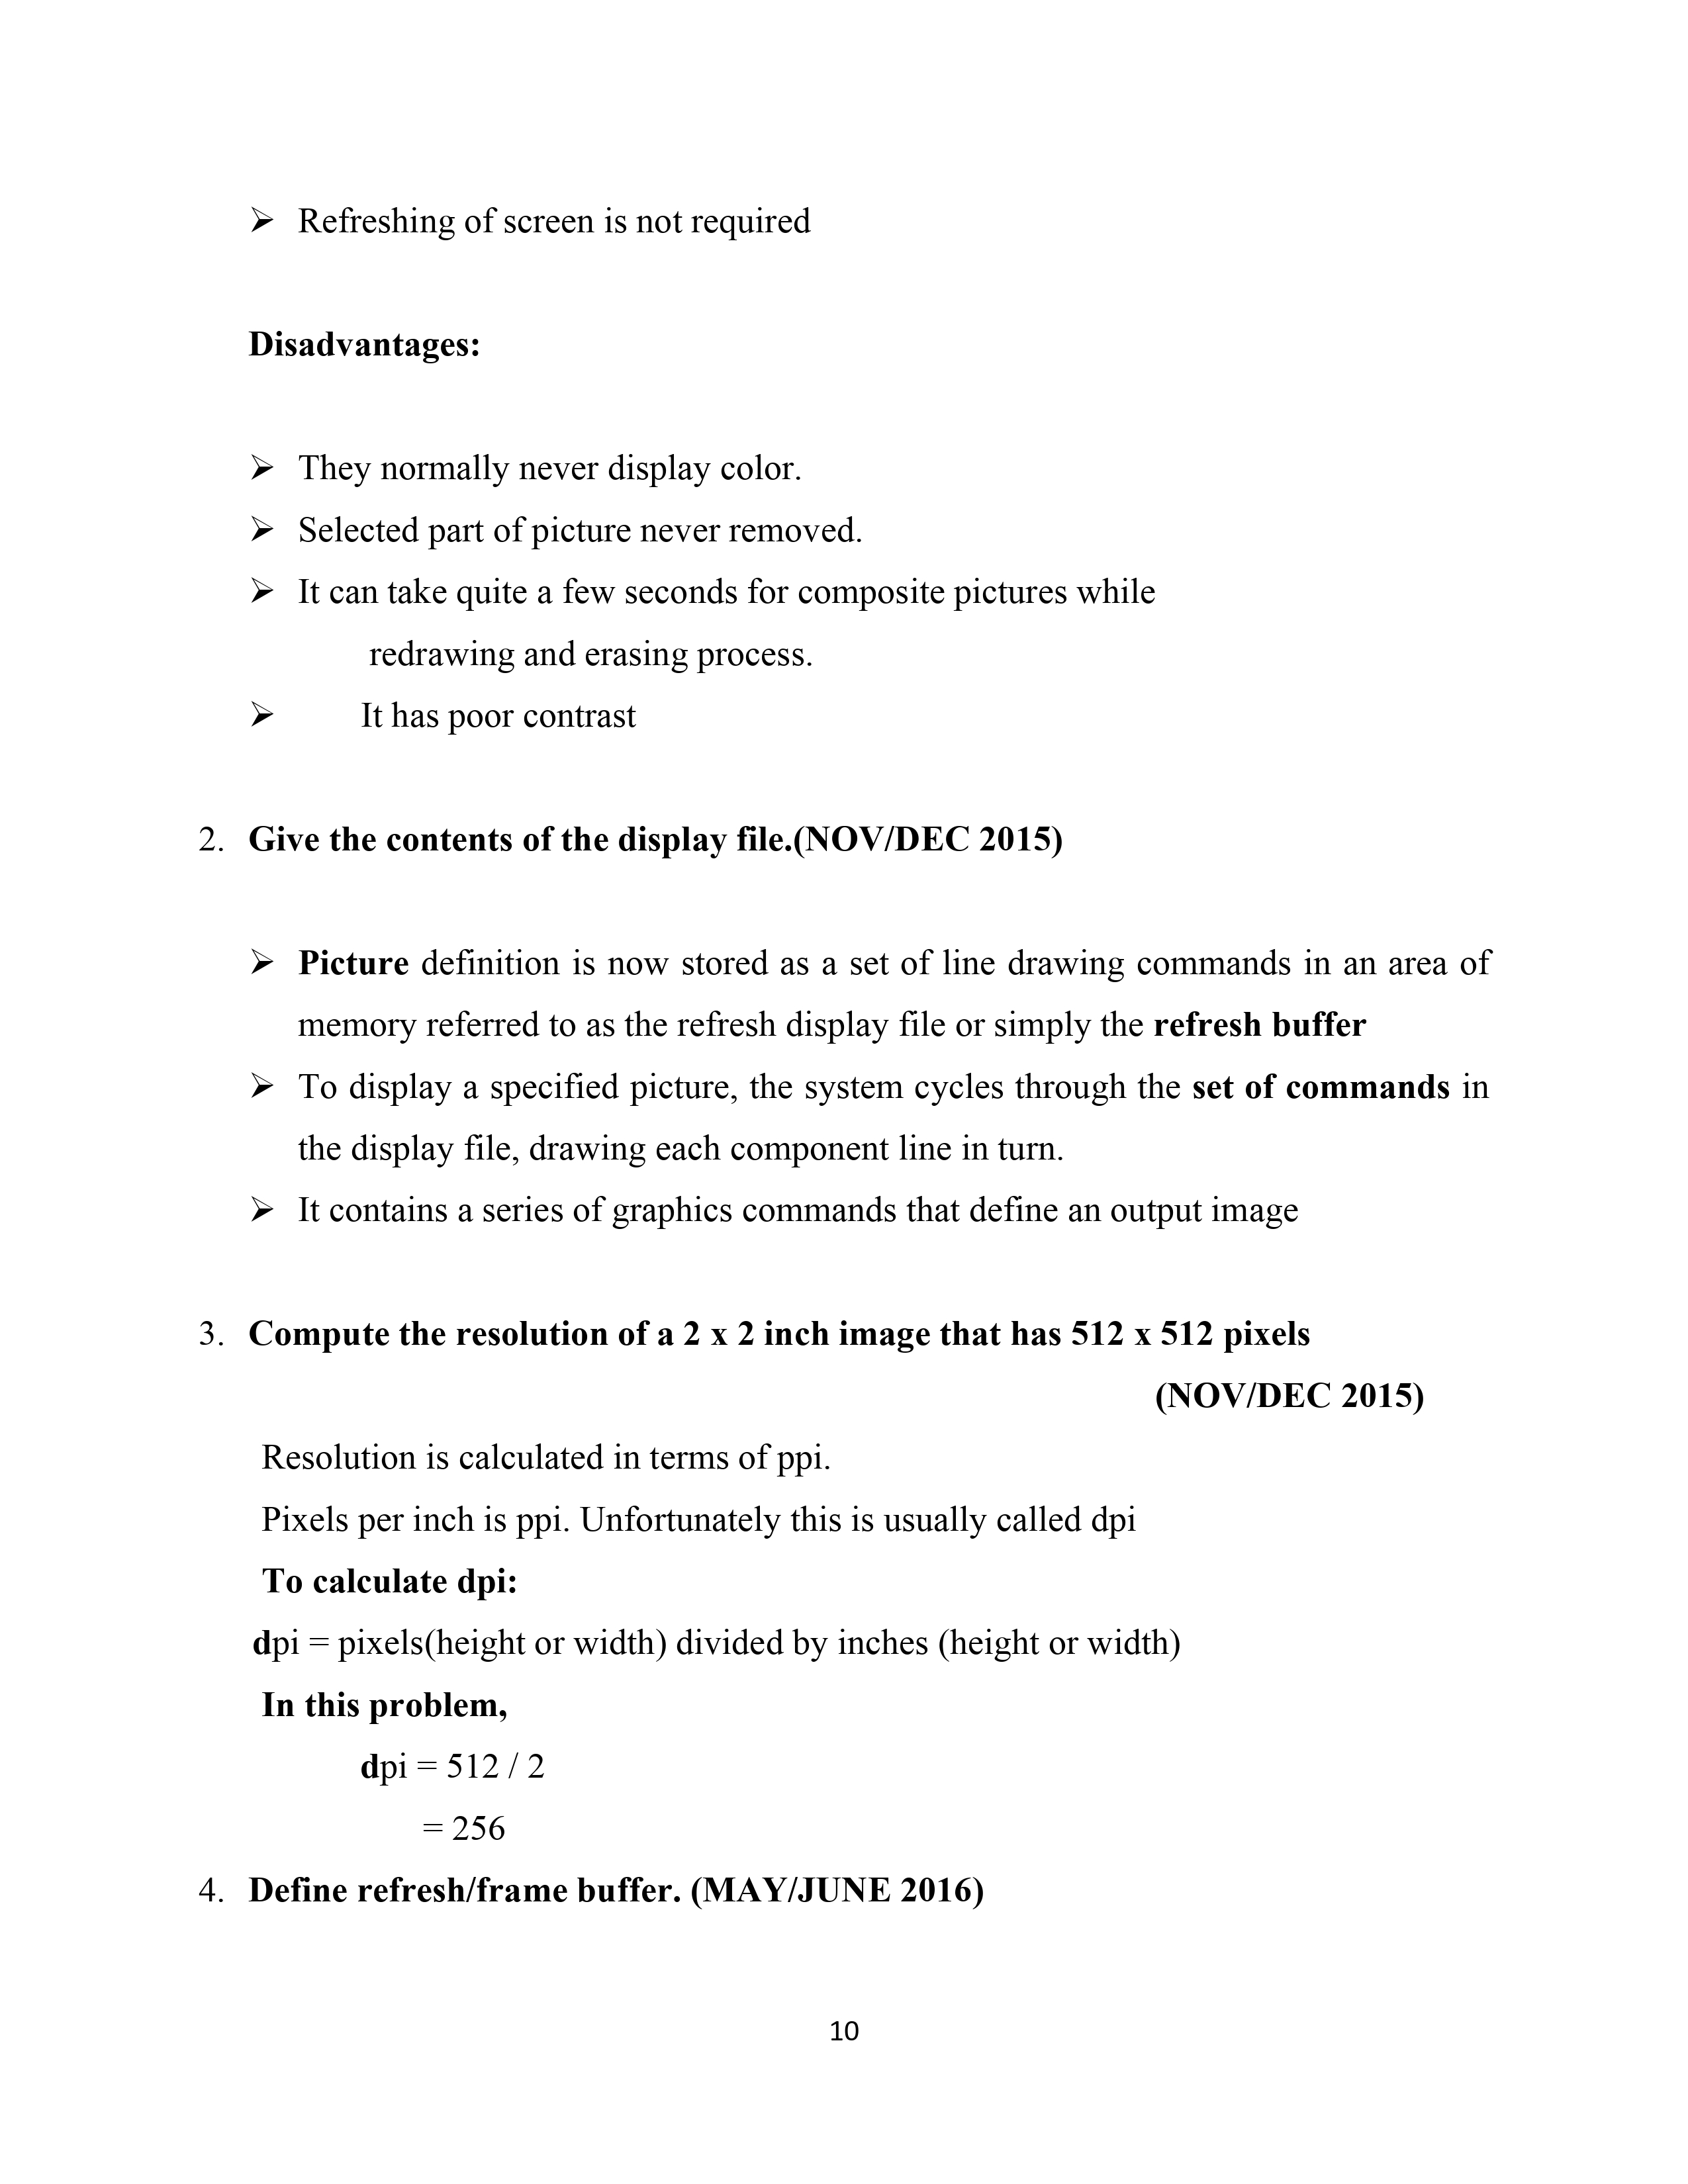 ➢ Refreshing of screen is not required
Disadvantages:
➢ They normally never display color.
➢ Selected part of picture never removed.
➢ It can take quite a few seconds for composite pictures while
redrawing and erasing process.
➢ It has poor contrast
2. Give the contents of the display file.(NOV/DEC 2015)
➢ Picture definition is now stored as a set of line drawing commands in an area of
memory referred to as the refresh display file or simply the refresh buffer
➢ To display a specified picture, the system cycles through the set of commands in
the display file, drawing each component line in turn.
➢ It contains a series of graphics commands that define an output image
3. Compute the resolution of a 2 x 2 inch image that has 512 x 512 pixels
(NOV/DEC 2015)
Resolution is calculated in terms of ppi.
Pixels per inch is ppi. Unfortunately this is usually called dpi
To calculate dpi:
dpi = pixels(height or width) divided by inches (height or width)
In this problem,
dpi = 512 / 2
= 256
4. Define refresh/frame buffer. (MAY/JUNE 2016)
10